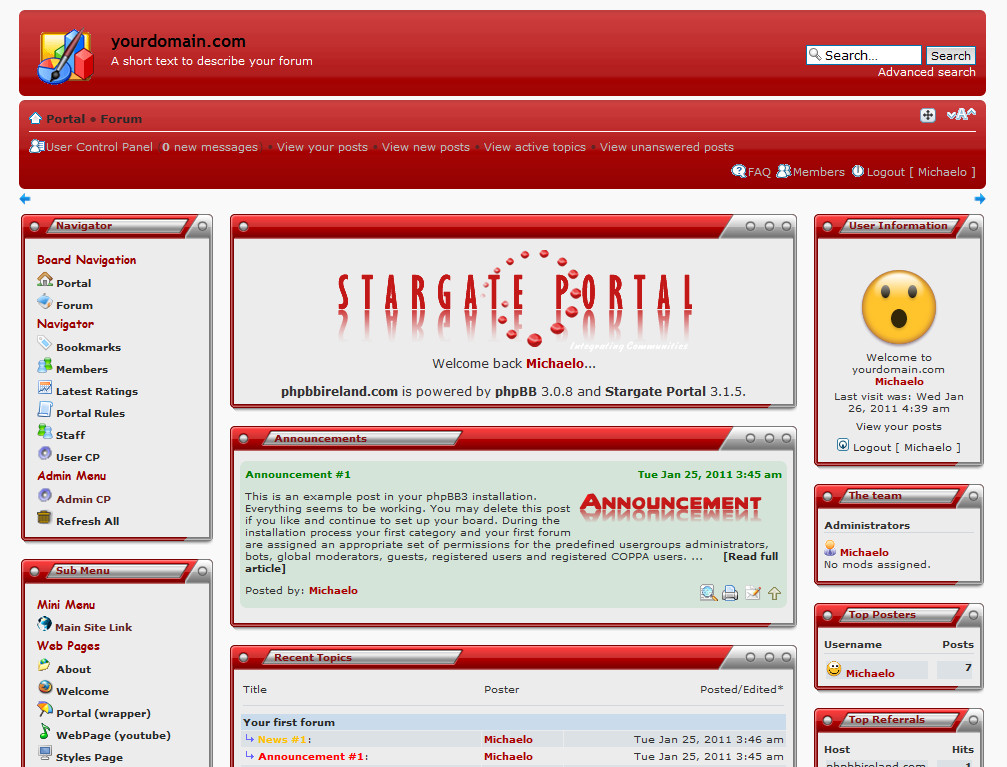 yourdomain.com
A short text to describe your forum
Search...
Search
Advanced search
Portal • Forum
A
User Control Panel 0 new messages • View your posts • View new posts • View active topics • View unanswered posts
FAQ Members Logout [ Michaelo ]
Navigator
Board Navigation
Portal
Forum
Navigator
Bookmarks
Members
Latest Ratings
Portal Rules
Staff
User CP
Admin Menu
Admin CP
Refresh All
Sub Menu
Mini Menu
Main Site Link
Web Pages
About
Welcome
Portal (wrapper)
WebPage (youtube)
Styles Page
STARGATE PORTAL
Integrating Communities
Welcome back Michaelo...
phpbbireland.com is powered by phpBB 3.0.8 and Stargate Portal 3.1.5.
Announcements
Announcement #1 Tue Jan 25, 2011 3:45 am
ANNOUNCEMENT
This is an example post in your phpBB3 installation.
Everything seems to be working. You may delete this post
if you like and continue to set up your board. During the
installation process your first category and your first forum
are assigned an appropriate set of permissions for the predefined usergroups administrators,
bots, global moderators, guests, registered users and registered COPPA users. ... [Read full
article]
Posted by: Michaelo
Recent Topics
Title Poster Posted/Edited*
Your first forum
News #1: Michaelo Tue Jan 25, 2011 3:46 am
Announcement #1: Michaelo Tue Jan 25, 2011 3:45 am
User Information
Welcome to
yourdomain.com
Michaelo
Last visit was: Wed Jan
26, 2011 4:39 am
View your posts
Logout [ Michaelo ]
The team
Administrators
Michaelo
No mods assigned.
Top Posters
Username Posts
Michaelo 7
Top Referrals
Host Hits
phpbbireland.com 1